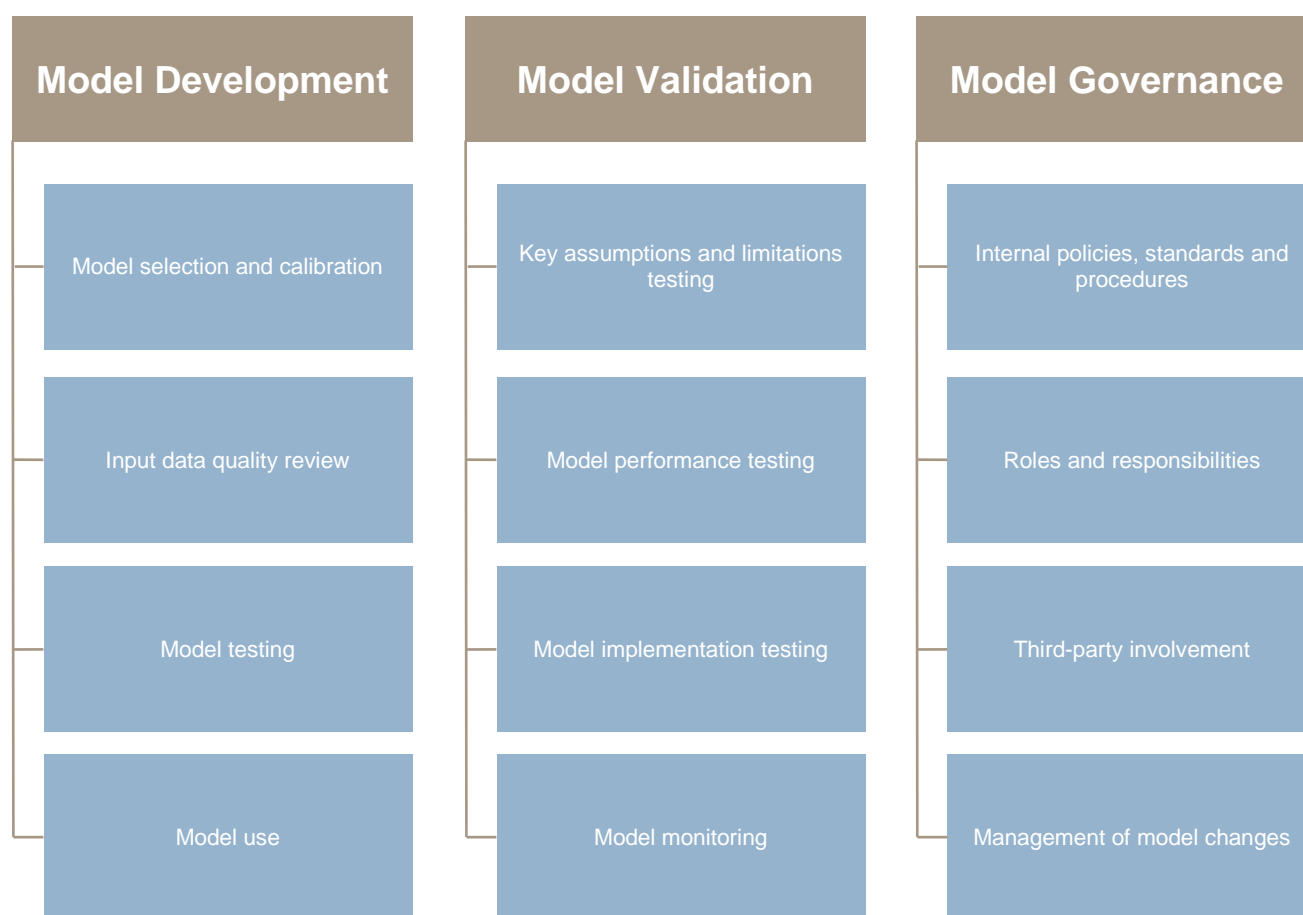 Model Development
Model selection and calibration
Input data quality review
Model testing
Model use
Model Validation
Key assumptions and limitations
testing
Model performance testing
Model implementation testing
Model monitoring
Model Governance
Internal policies, standards and
procedures
Roles and responsibilities
Third-party involvement
Management of model changes